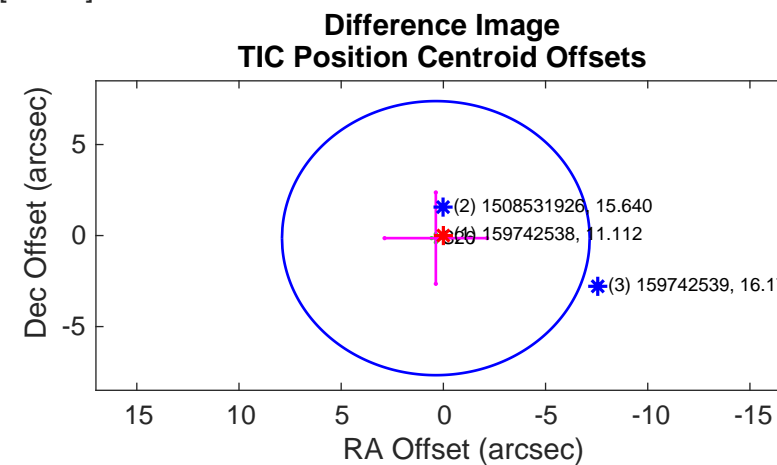 Difference Image
TIC Position Centroid Offsets
Dec Offset (arcsec)
5
0
-5
(2) 1508531926, 15.640
(1) 159742538, 11.112
(3) 159742539, 16.1
15
10
5
0
-5
-10
-15
RA Offset (arcsec)